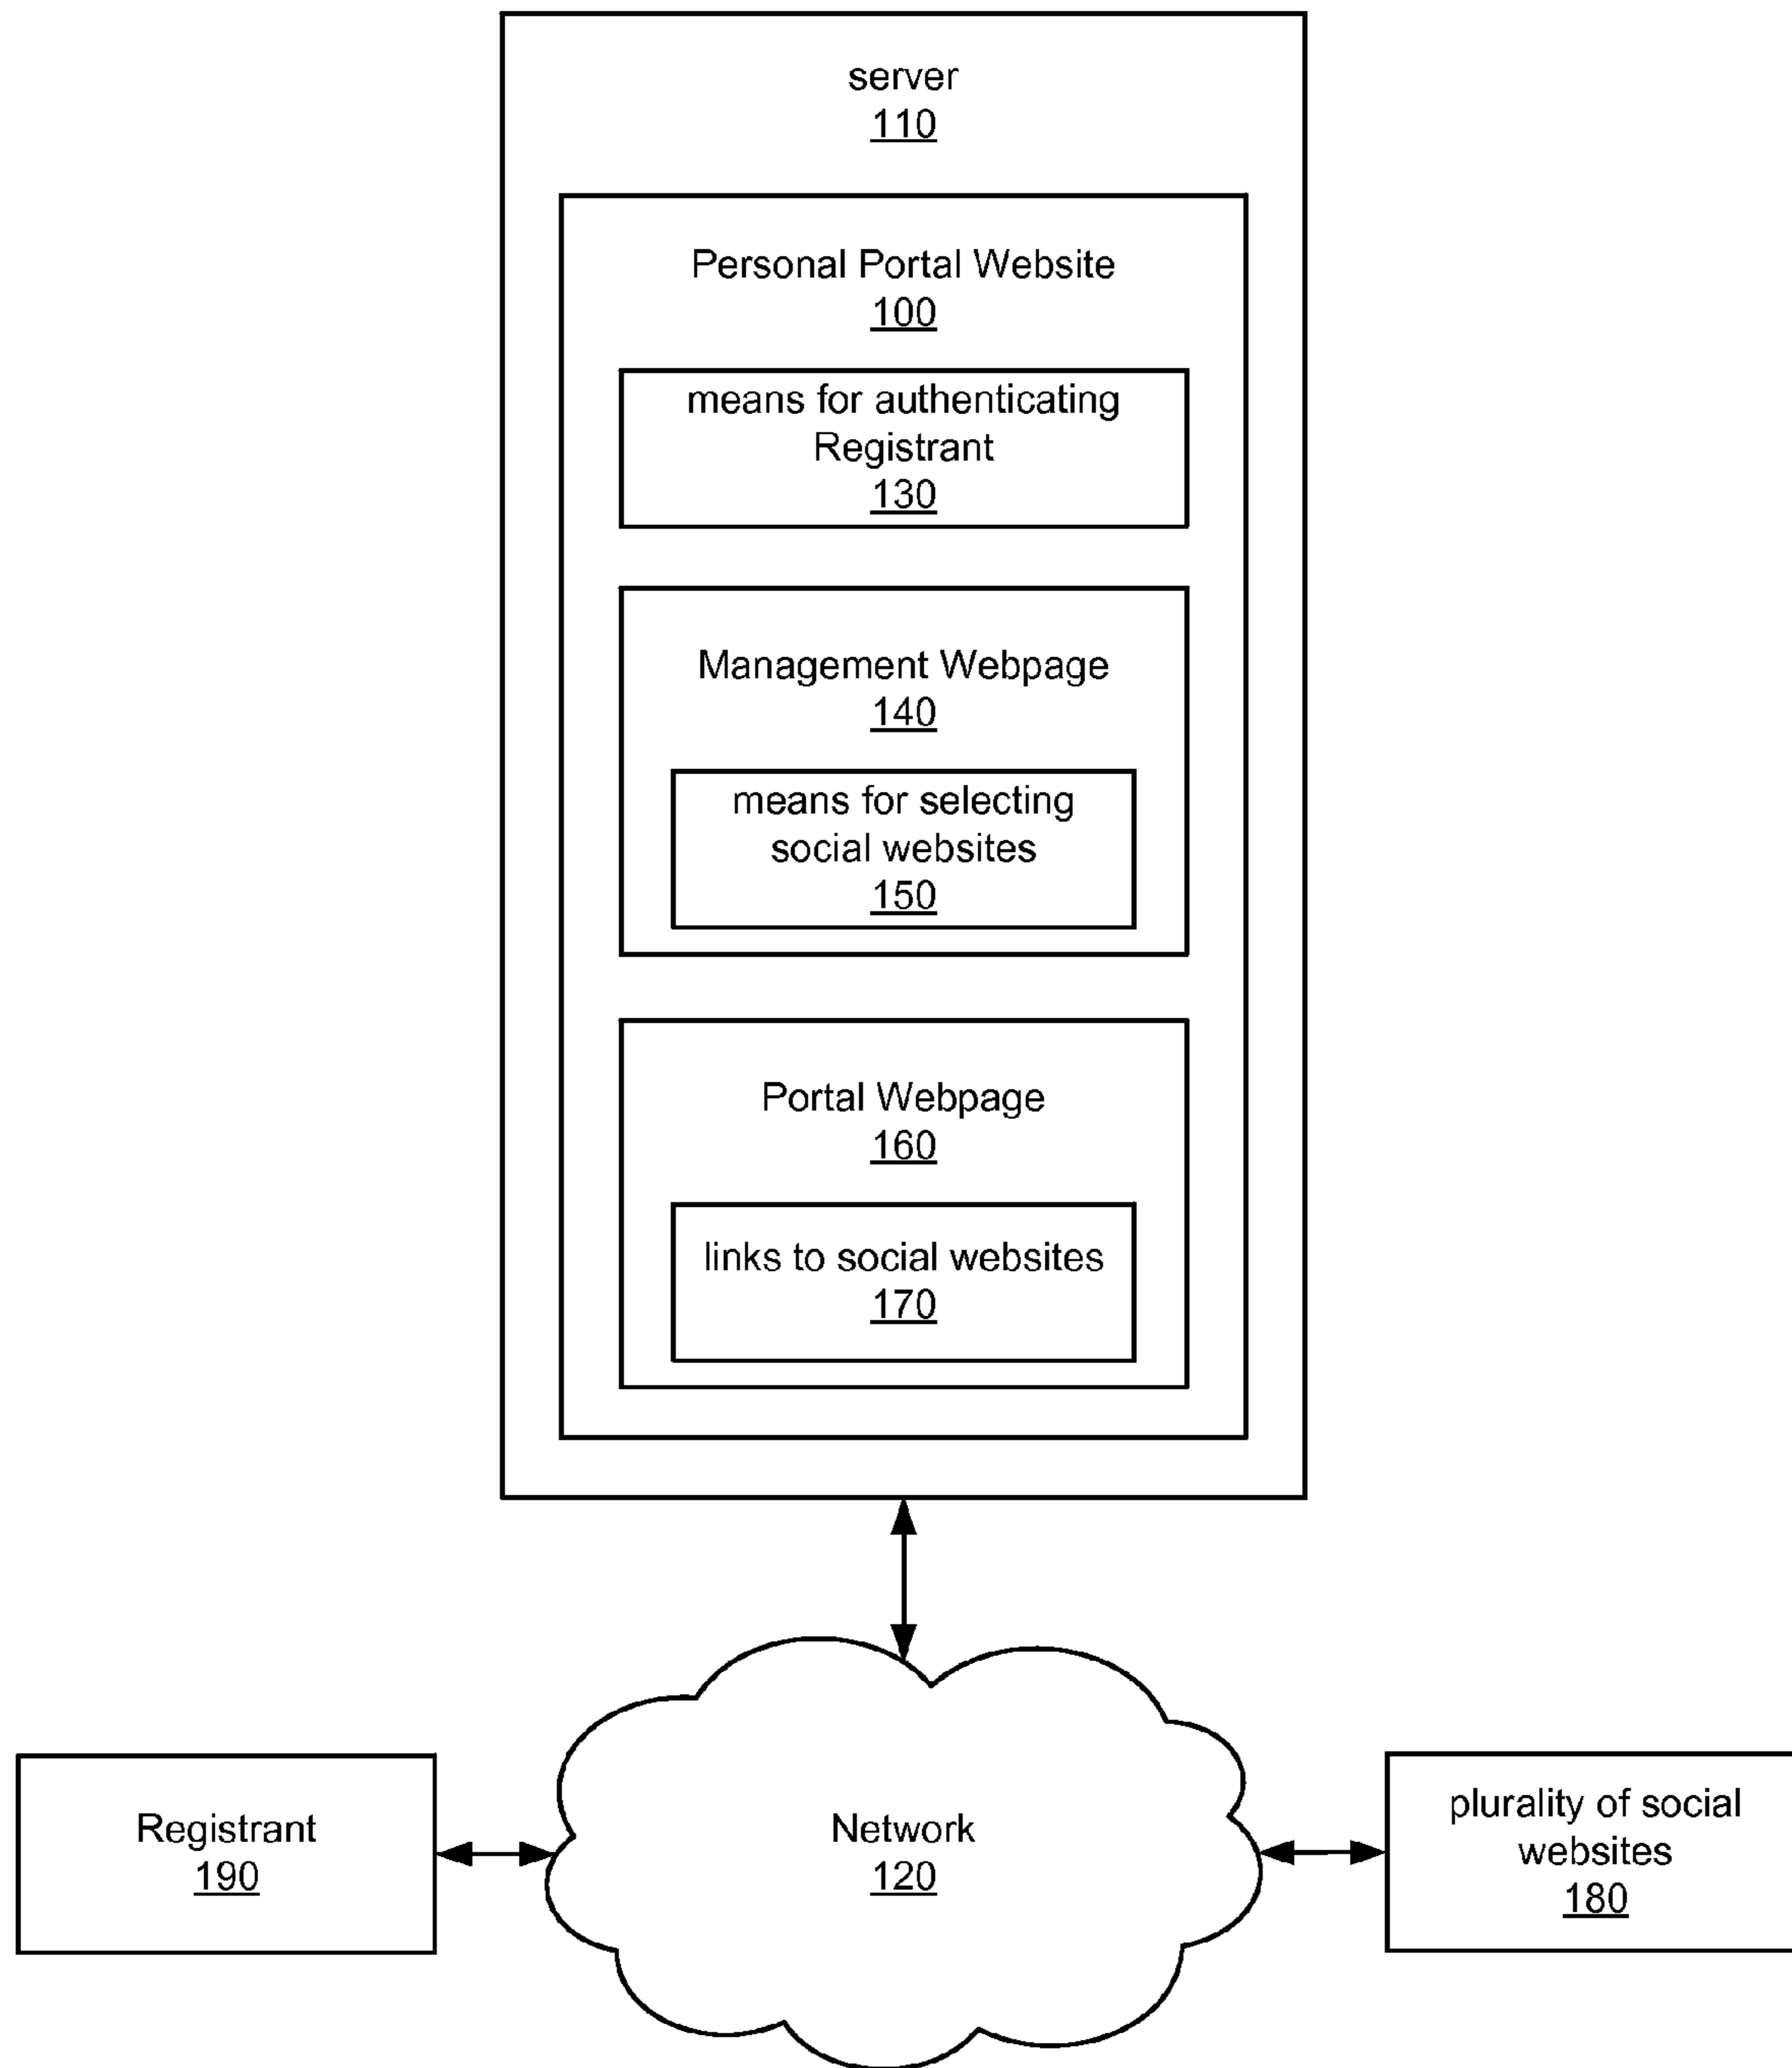 server
110
Personal Portal Website
100
means for authenticating
Registrant
130
Management Webpage
140
means for selecting
social websites
150
Portal Webpage
160
links to social websites
170
Registrant
190
Network
120
plurality of social
websites
180